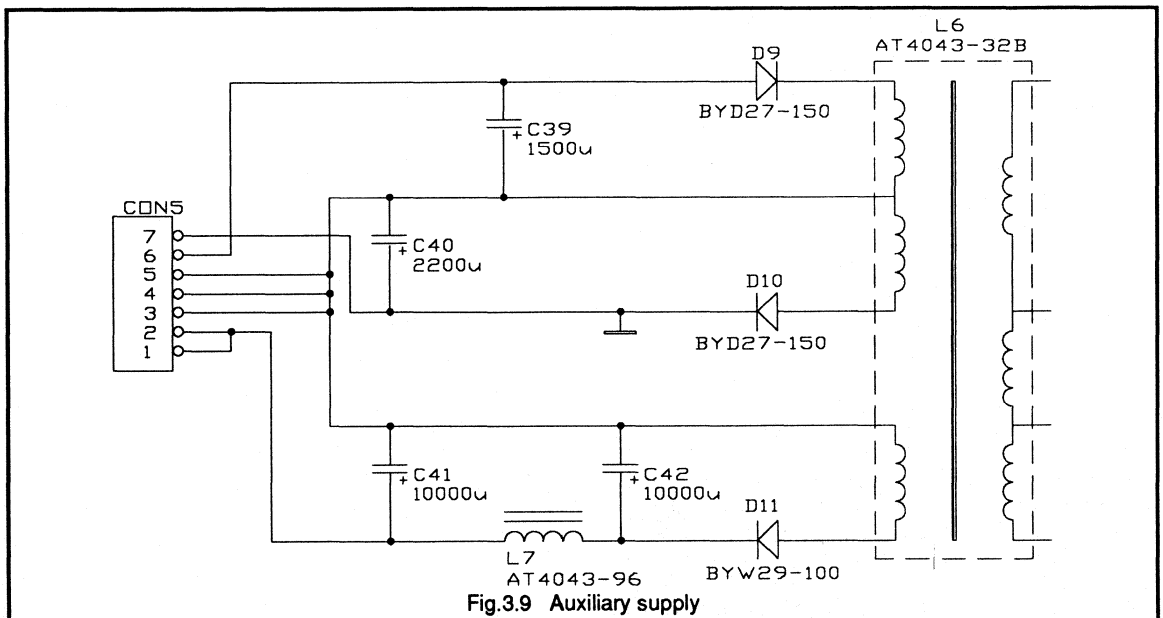 L6
AT4043-32B
D9
BYD27-150
C39
+ 1500u
CON5
7
6
5
4
3
2
1
C40
+ 2200u
D10
BYD27-150
C41
+ 10000u
C42
+ 10000u
D11
BYW29-100
L7
AT4043-96
Fig.3.9 Auxiliary supply